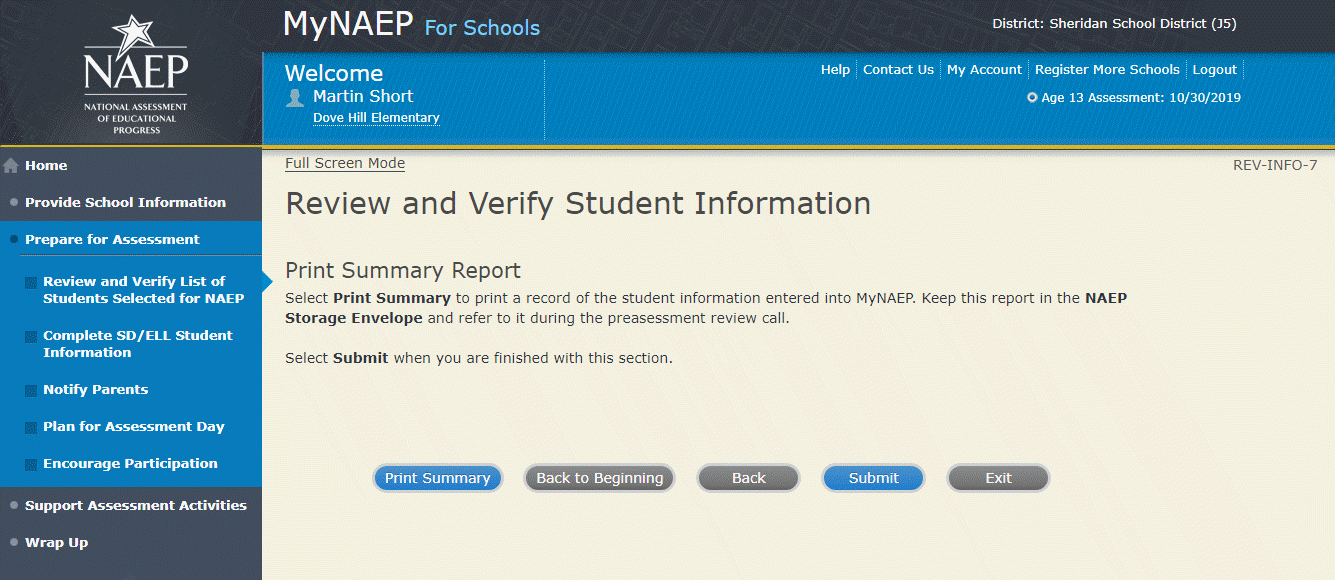 MyNAEP For Schools
District: Sheridan School District (J5)
NAEP
NATIONAL ASSESSMENT
OF EDUCATIONAL
PROGRESS
Welcome
Martin Short
Dove Hill Elementary
Help
Contact Us
My Account
Register More Schools
Logout
Age 13 Assessment: 10/30/2019
Home
Provide School Information
Prepare for Assessment
Review and Verify List of
Students Selected for NAEP
Complete SD/ELL Student
Information
Notify Parents
Plan for Assessment Day
Encourage Participation
Support Assessment Activities
Wrap Up
Full Screen Mode
REV-INFO-7
Review and Verify Student Information
Print Summary Report
Select Print Summary to print a record of the student information entered into MyNAEP. Keep this report in the NAEP
Storage Envelope and refer to it during the preasessment review call.
Select Submit when you are finished with this section.
Print Summary
Back to Beginning
Back
Submit
Exit